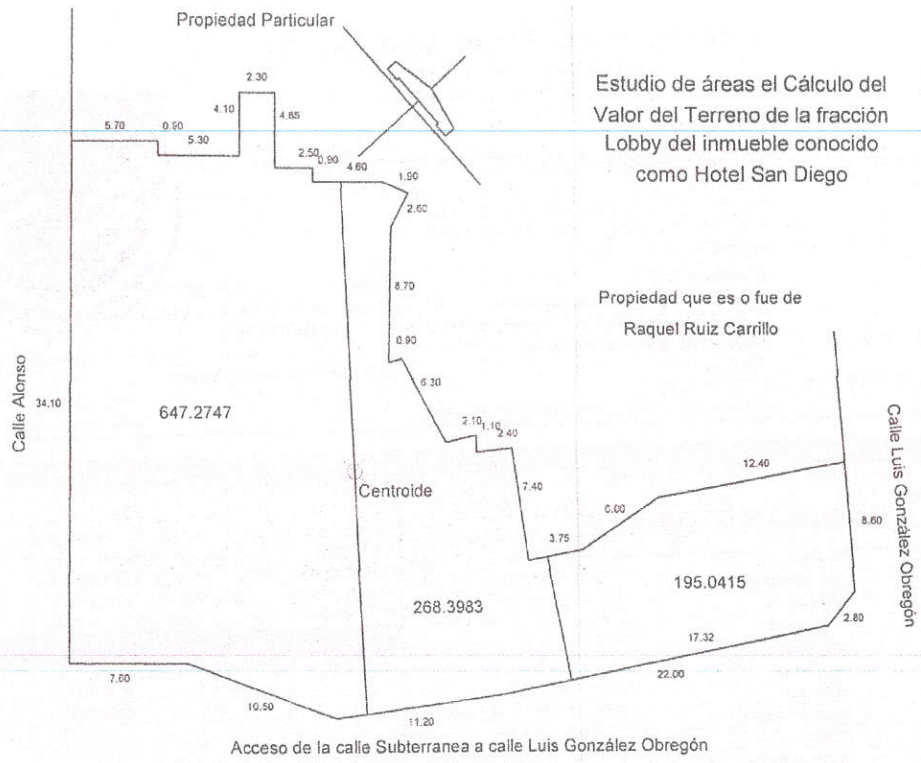 Propiedad Particular
Estudio de áreas el Cálculo del
Valor del Terreno de la fracción
Lobby del inmueble conocido
como Hotel San Diego
2.30
4.10
4.65
5.70
0.90
5.30
2.50
0.90
4.60
1.90
2.60
8.70
Propiedad que es o fue de
Raquel Ruiz Carrillo
0.90
6.30
Calle Alonso
34.10
647.2747
2.10
1.10
2.40
Calle Luis González Obregón
12.40
Centroide
7.40
6.00
8.60
3.75
268.3983
195.0415
2.80
17.32
7.60
22.00
10.50
11.20
Acceso de la calle Subterranea a calle Luis González Obregón